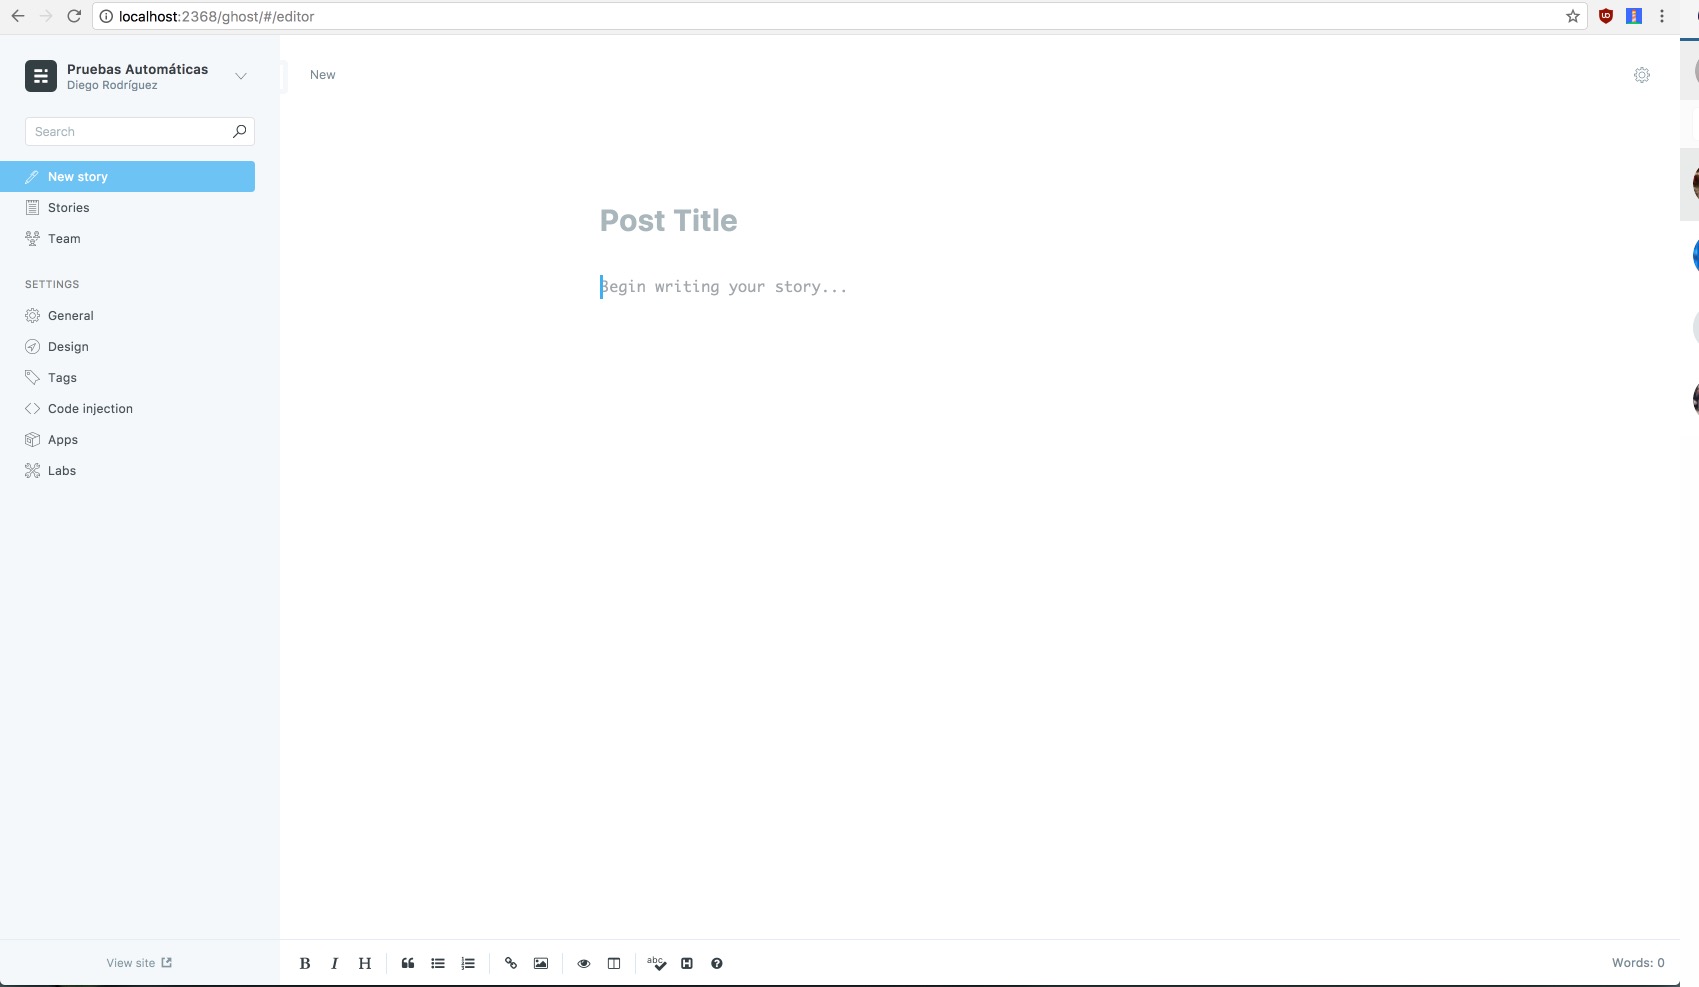 localhost:2368/ghost/#/editor
Pruebas Automáticas
Diego Rodríguez
Search
New story
Stories
Team
SETTINGS
General
Design
Tags
Code injection
Apps
Labs
View site
New
Post Title
Begin writing your story...
B I H
abc
Words: 0